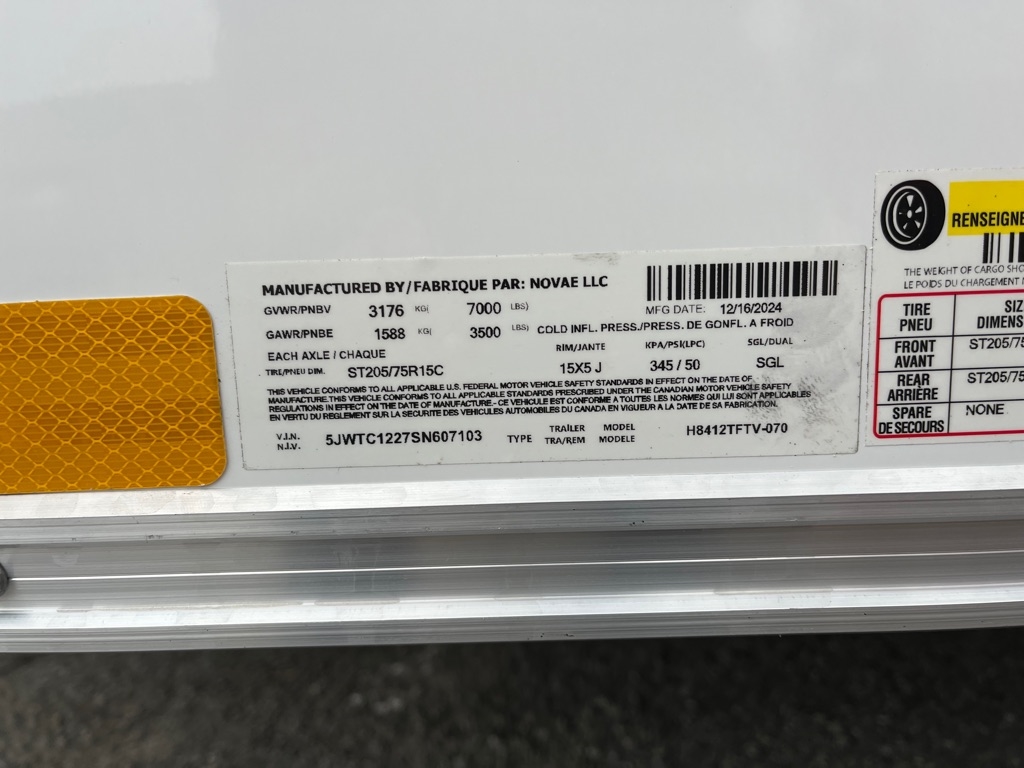 MANUFACTURED BY/FABRIQUE PAR: NOVAE LLC
GVWR/PNBV 3176 KG( 7000 LBS) MFG DATE: 12/16/2024
GAWR/PNBE 1588 KG( 3500 LBS) COLD INFL. PRESS./PRESS. DE GONFL. A FROID
EACH AXLE / CHAQUE RIM/JANTE KPA/PSI(LPC) SGL/DUAL
TIRE/PNEU DIM. ST205/75R15C 15X5 J 345/50 SGL
THIS VEHICLE CONFORMS TO ALL APPLICABLE U.S. FEDERAL MOTOR VEHICLE SAFETY STANDARDS IN EFFECT ON DATE OF
MANUFACTURE.THIS VEHICLE CONFORMS TO ALL APPLICABLE STANDARDS PRESCRIBED UNDER THE CANADIAN MOTOR VEHICLE SAFETY
REGULATIONS IN EFFECT ON THE DATE OF MANUFACTURE.-CE VEHICULE EST CONFORME A TOUTES LES NORMES QUI LUI SONT APPLICABLES
EN VERTU DU REGLEMENT SUR LA SECURITE DES VEHICULES AUTOMOBILES DU CANADA EN VIGUEUR A LA DATE DE SA FABRICATION.
V.I.N. 5JWTC1227SN607103 TYPE TRAILER MODEL H8412TFTV-070
N.I.V. TRA/REM MODELE
RENSEIGNE
THE WEIGHT OF CARGO SHO
LE POIDS DU CHARGEMENT
TIRE SIZ
PNEU DIMENS
FRONT ST205/75
AVANT
REAR ST205/75
ARRIÈRE
SPARE NONE
DE SECOURS